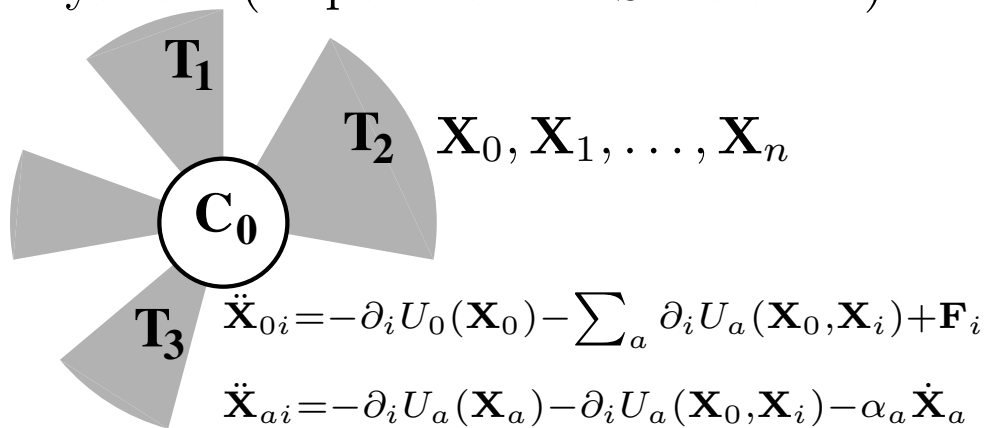 T₁
T₂
X₀, X₁, . . . , Xₙ
C₀
T₃
Ẍ₀ᵢ=−∂ᵢU₀(X₀)−∑ₐ ∂ᵢUₐ(X₀,Xᵢ)+Fᵢ
Ẍₐᵢ=−∂ᵢUₐ(Xₐ)−∂ᵢUₐ(X₀,Xᵢ)−αₐẊₐ